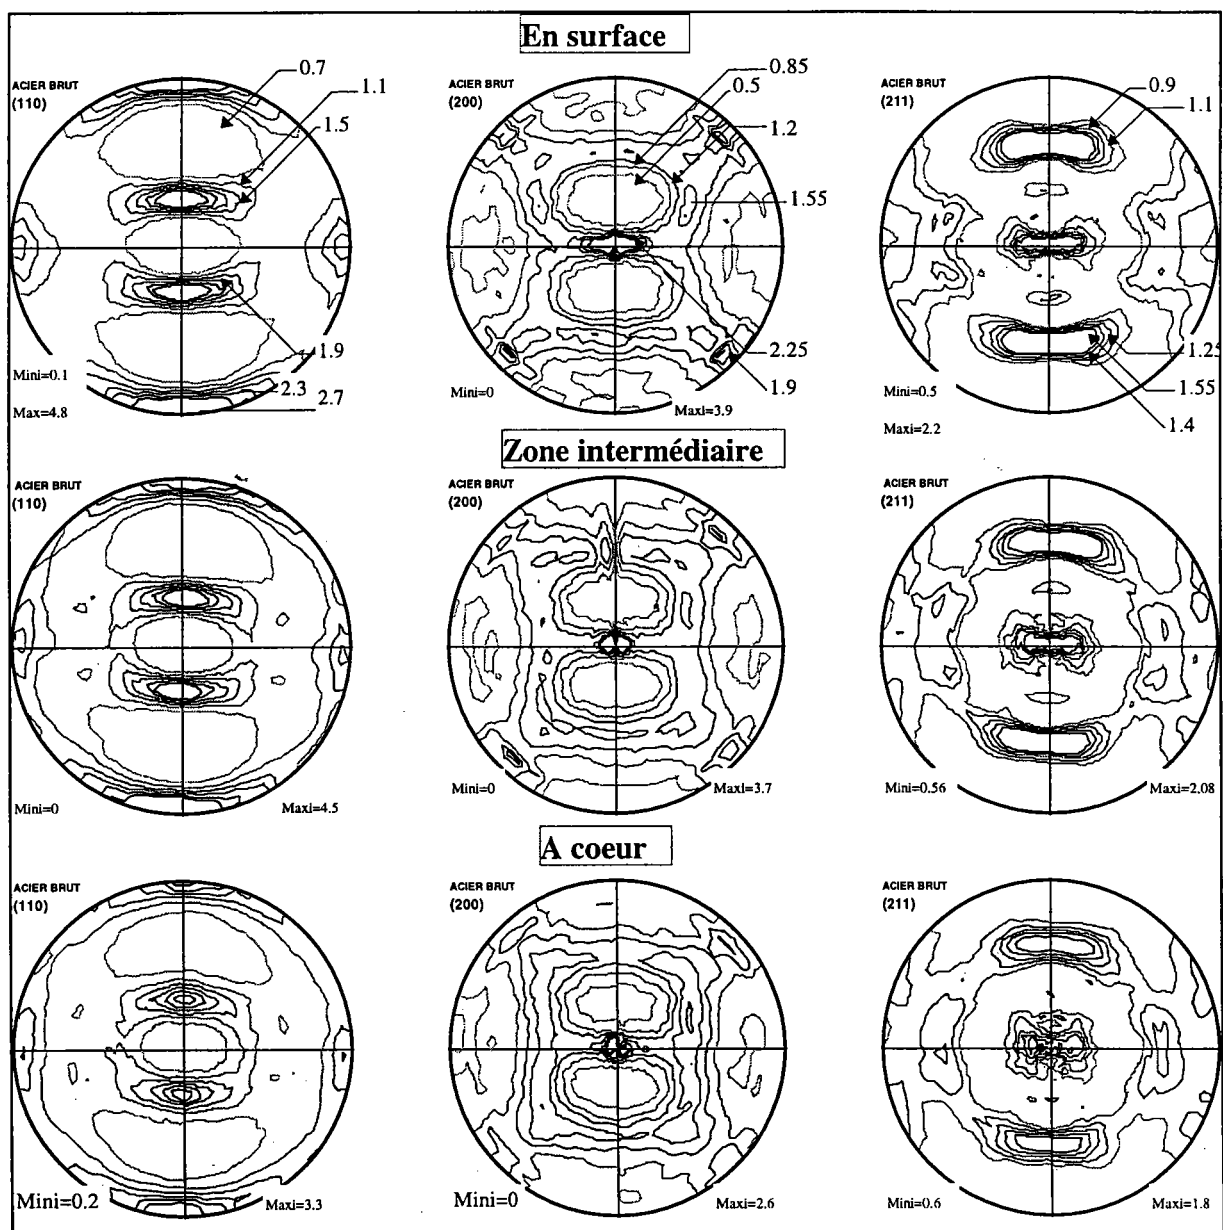 En surface
ACIER BRUT
(110)
0.7
1.1
1.5
1.9
2.3
2.7
Mini=0.1
Max=4.8
ACIER BRUT
(200)
0.85
0.5
1.2
1.55
2.25
1.9
Mini=0
Maxi=3.9
ACIER BRUT
(211)
0.9
1.1
1.25
1.55
1.4
Mini=0.5
Maxi=2.2
Zone intermédiaire
ACIER BRUT
(110)
Mini=0
Maxi=4.5
ACIER BRUT
(200)
Mini=0
Maxi=3.7
ACIER BRUT
(211)
Mini=0.56
Maxi=2.08
A coeur
ACIER BRUT
(110)
Mini=0.2
Maxi=3.3
ACIER BRUT
(200)
Mini=0
Maxi=2.6
ACIER BRUT
(211)
Mini=0.6
Maxi=1.8